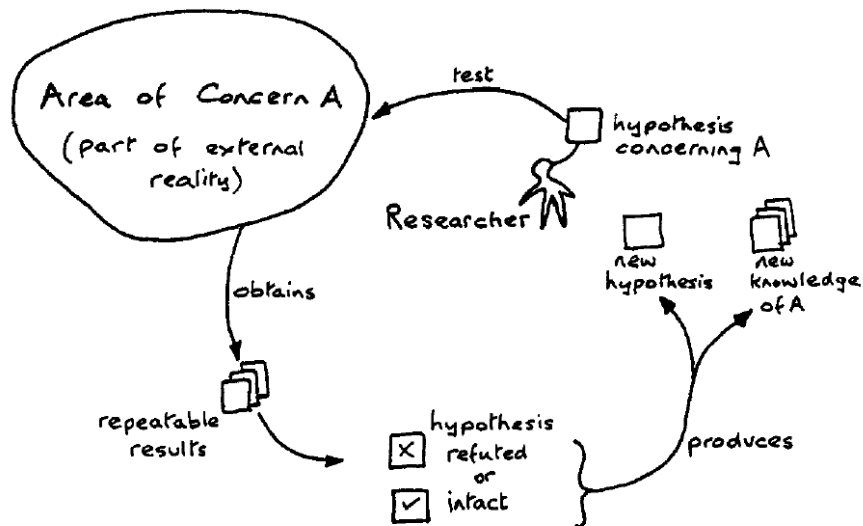 Area of Concern A
(part of external
reality)
test
hypothesis
concerning A
Researcher
new
hypothesis
new
knowledge
of A
obtains
repeatable
results
hypothesis
refuted
or
intact
produces